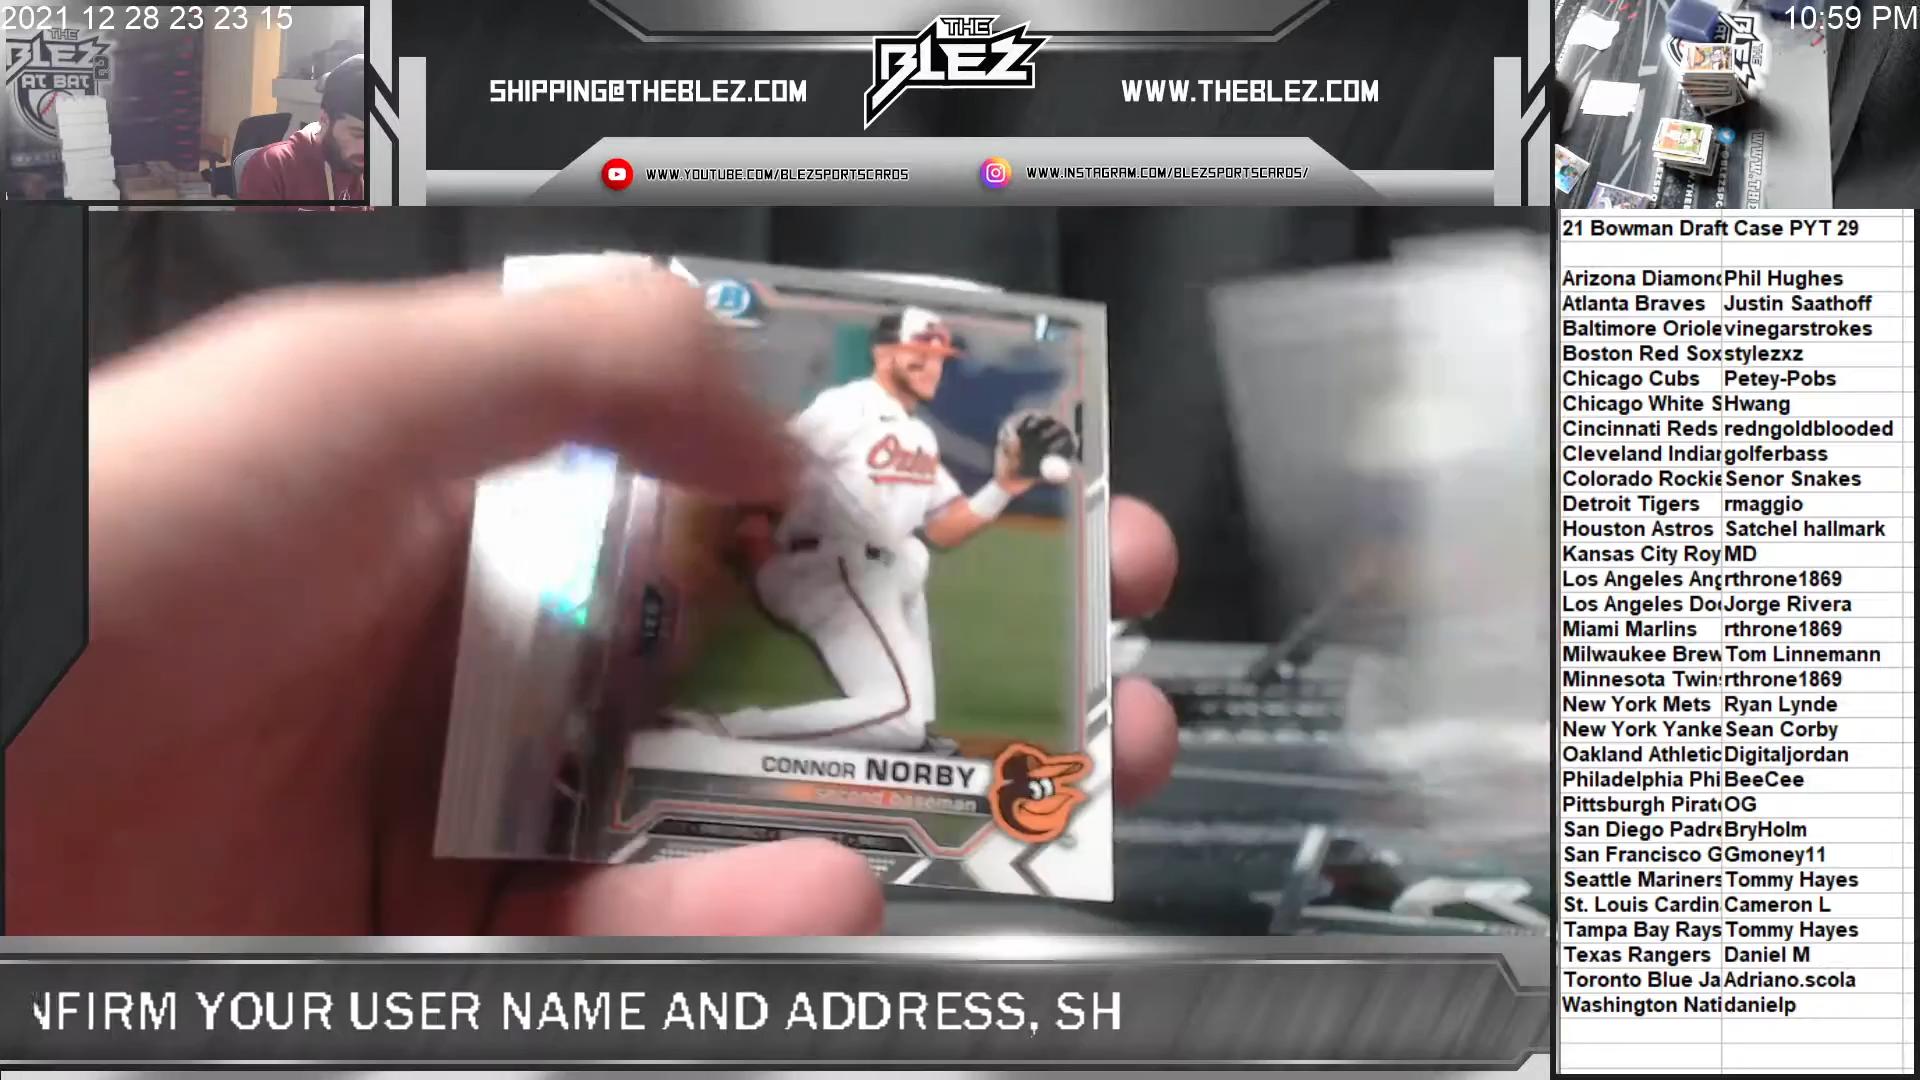 2021 12 28 23 23 15
10:59 PM
THE
BLEZ
AT BAT
SHIPPING@THEBLEZ.COM
THE
BLEZ
WWW.THEBLEZ.COM
WWW.YOUTUBE.COM/BLEZSPORTSCARDS
WWW.INSTAGRAM.COM/BLEZSPORTSCARDS/
21 Bowman Draft Case PYT 29
Arizona Diamond Phil Hughes
Atlanta Braves Justin Saathoff
Baltimore Oriole vinegarstrokes
Boston Red Sox stylezxz
Chicago Cubs Petey-Pobs
Chicago White S Hwang
Cincinnati Reds redngoldblooded
Cleveland Indian golferbass
Colorado Rockie Senor Snakes
Detroit Tigers rmaggio
Houston Astros Satchel hallmark
Kansas City Roy MD
Los Angeles Ang rthrone1869
Los Angeles Dod Jorge Rivera
Miami Marlins rthrone1869
Milwaukee Brew Tom Linnemann
Minnesota Twins rthrone1869
New York Mets Ryan Lynde
New York Yanke Sean Corby
Oakland Athletic Digitaljordan
Philadelphia Phi BeeCee
Pittsburgh Pirat OG
San Diego Padre BryHolm
San Francisco G Gmoney11
Seattle Mariners Tommy Hayes
St. Louis Cardin Cameron L
Tampa Bay Rays Tommy Hayes
Texas Rangers Daniel M
Toronto Blue Ja Adriano.scola
Washington Nati danielp
1st
CONNOR NORBY
second baseman
NFIRM YOUR USER NAME AND ADDRESS, SH